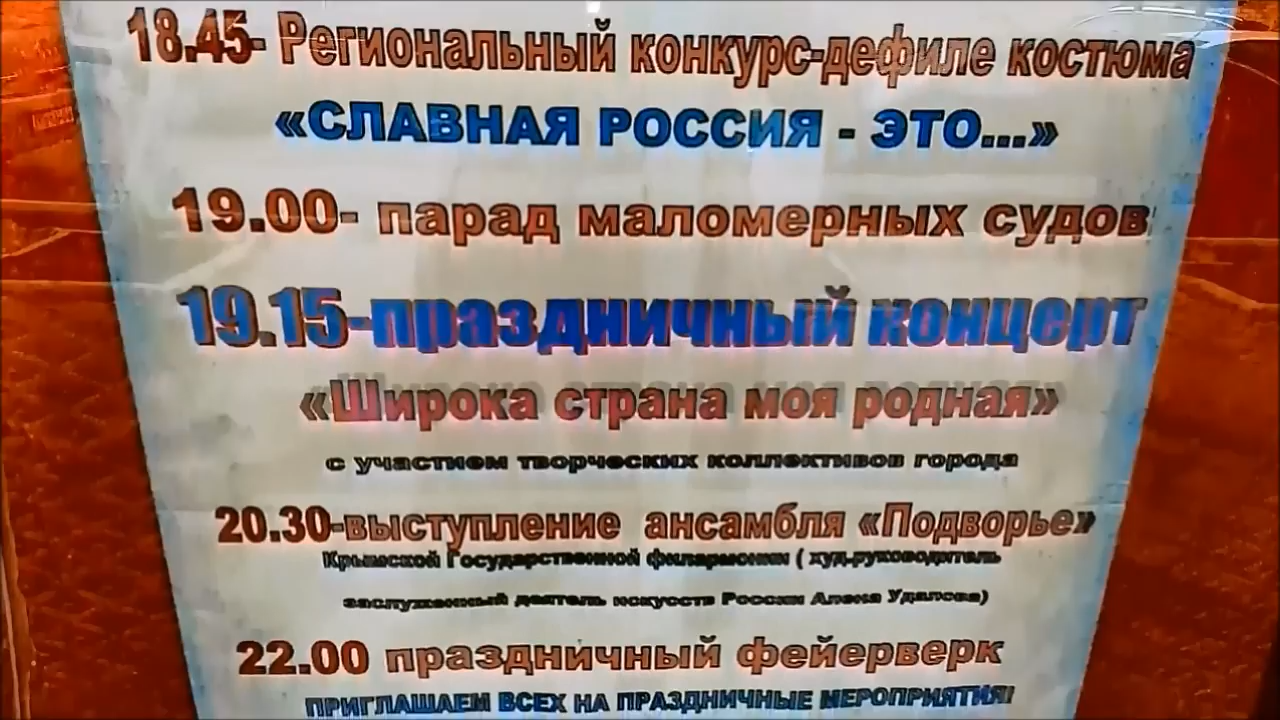 18.45- Региональный конкурс-дефиле костюма
«СЛАВНАЯ РОССИЯ - ЭТО...»
19.00- парад маломерных судов
19.15-праздничный концерт
«Широка страна моя родная»
с участием творческих коллективов города
20.30-выступление ансамбля «Подворье»
Крымской Государственной филармонии ( худ.руководитель
заслуженный деятель искусств России Алена Удалова)
22.00 праздничный фейерверк
ПРИГЛАШАЕМ ВСЕХ НА ПРАЗДНИЧНЫЕ МЕРОПРИЯТИЯ!